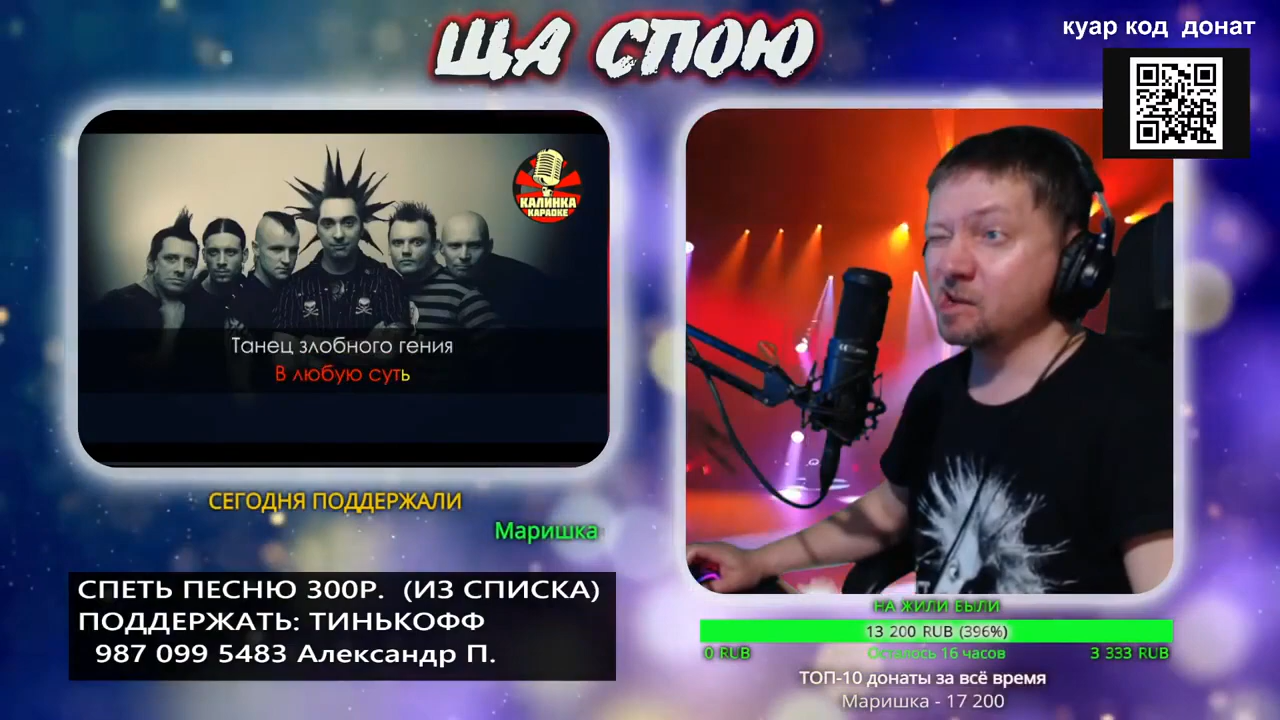 ЩА СПОЮ
куар код донат
КАЛИНКА
КАРАОКЕ
Танец злобного гения
В любую суть
СЕГОДНЯ ПОДДЕРЖАЛИ
Маришка
СПЕТЬ ПЕСНЮ 300Р. (ИЗ СПИСКА)
ПОДДЕРЖАТЬ: ТИНЬКОФФ
987 099 5483 Александр П.
НА ЖИЛИ БЫЛИ
13 200 RUB (396%)
0 RUB
Осталось 16 часов
3 333 RUB
ТОП-10 донаты за всё время
Маришка - 17 200